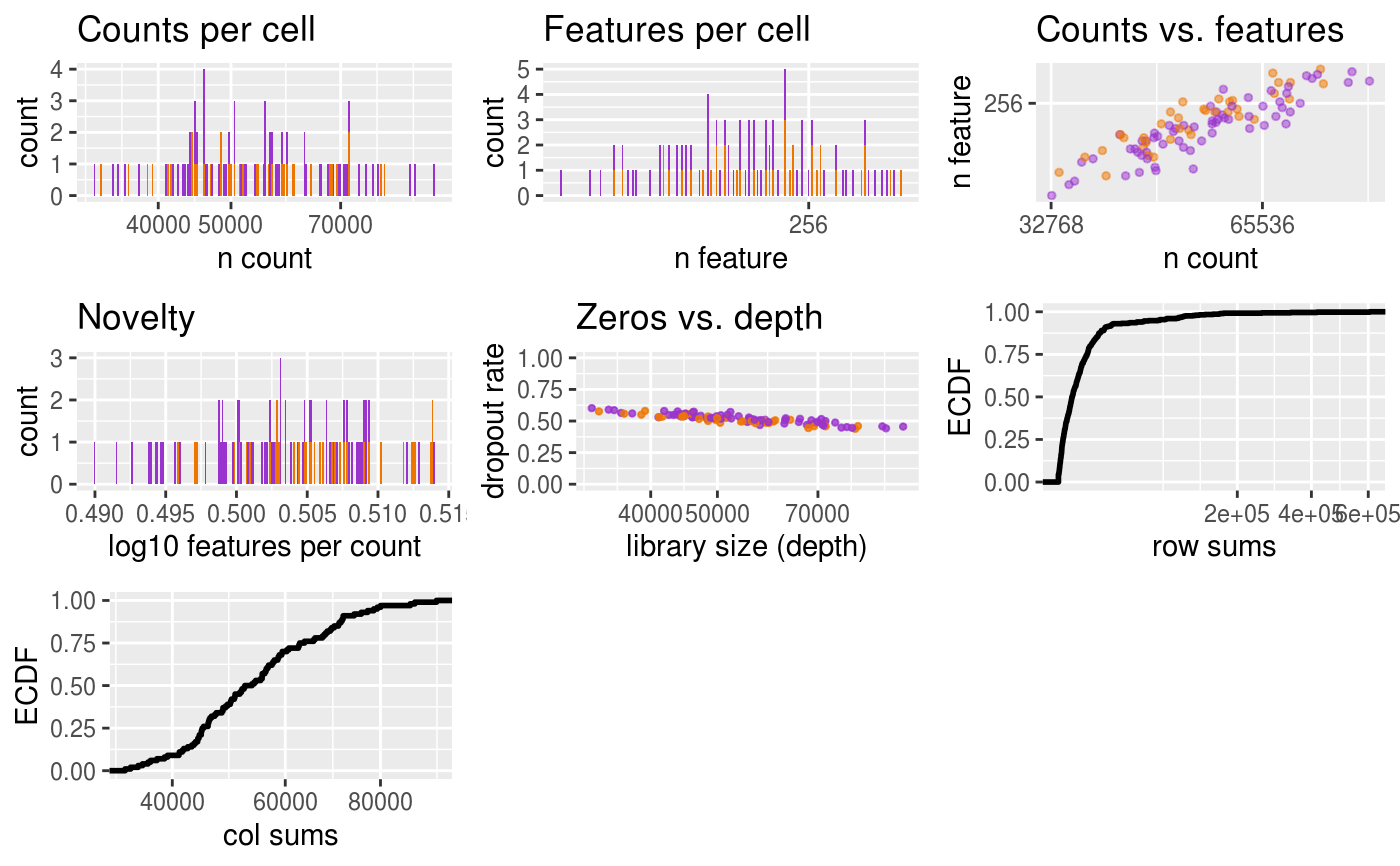 Counts per cell
count
4
3
2
1
0
40000 50000 70000
n count
Features per cell
count
5
4
3
2
1
0
256
n feature
Counts vs. features
n feature
256
32768 65536
n count
Novelty
count
3
2
1
0
0.490 0.495 0.500 0.505 0.510 0.51
log10 features per count
Zeros vs. depth
dropout rate
1.00
0.75
0.50
0.25
0.00
40000 50000 70000
library size (depth)
ECDF
1.00
0.75
0.50
0.25
0.00
2e+05 4e+05 6e+05
row sums
ECDF
1.00
0.75
0.50
0.25
0.00
40000 60000 80000
col sums